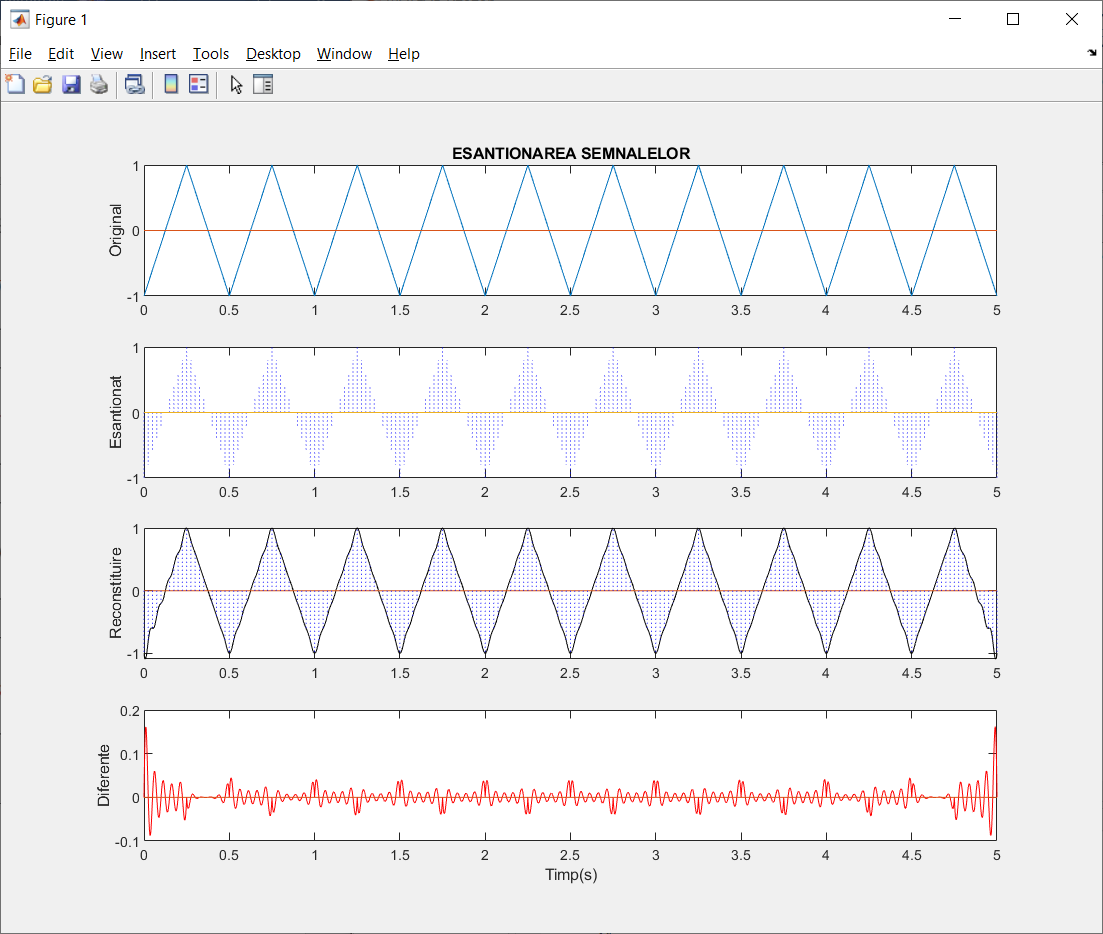 Figure 1
File Edit View Insert Tools Desktop Window Help
ESANTIONAREA SEMNALELOR
Original
1
0
-1
0 0.5 1 1.5 2 2.5 3 3.5 4 4.5 5
Esantionat
1
0
-1
0 0.5 1 1.5 2 2.5 3 3.5 4 4.5 5
Reconstituire
1
0
-1
0 0.5 1 1.5 2 2.5 3 3.5 4 4.5 5
Diferente
0.2
0.1
0
-0.1
0 0.5 1 1.5 2 2.5 3 3.5 4 4.5 5
Timp(s)